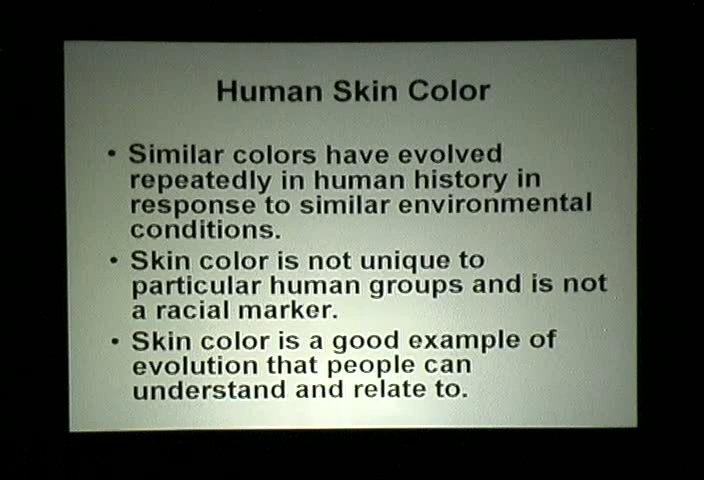 Human Skin Color
• Similar colors have evolved
repeatedly in human history in
response to similar environmental
conditions.
• Skin color is not unique to
particular human groups and is not
a racial marker.
• Skin color is a good example of
evolution that people can
understand and relate to.